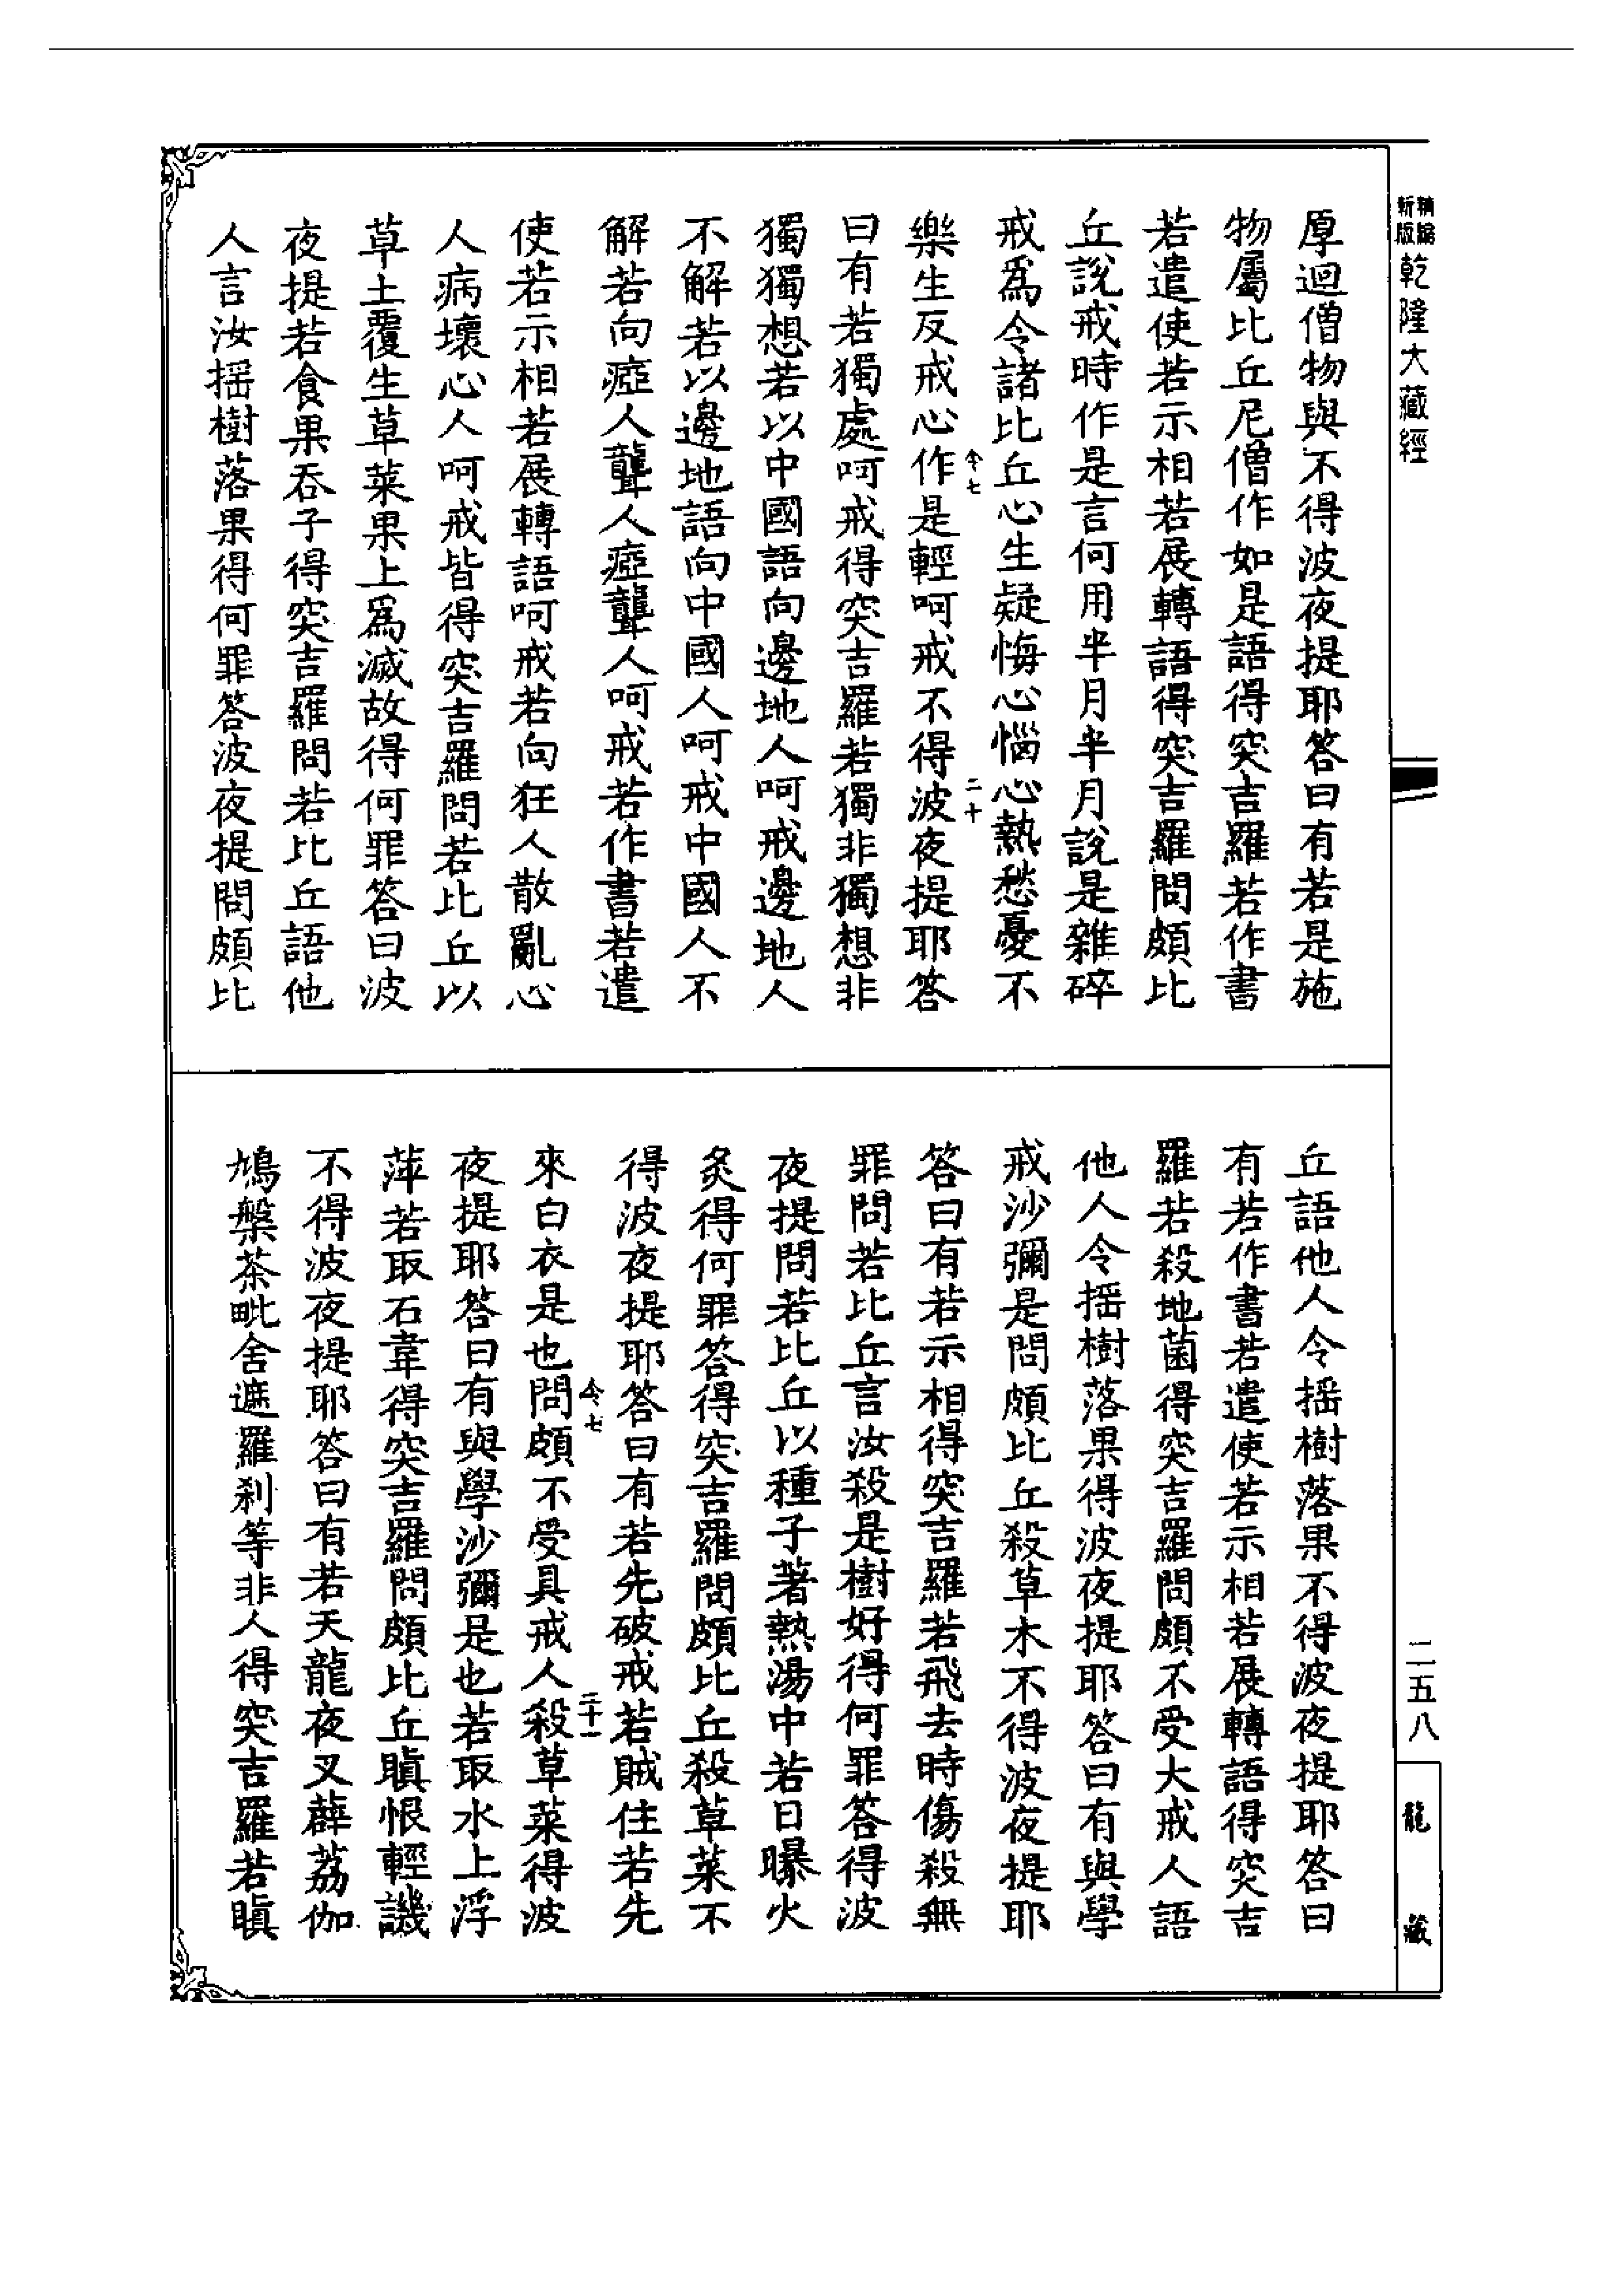 精編
新版
乾隆大藏經
厚迴僧物與不得波夜提耶答曰有若是施
物屬比丘尼僧作如是語得突吉羅若作書
若遣使若示相若展轉語得突吉羅問頗比
丘說戒時作是言何用半月半月說是雜碎
戒爲令諸比丘心生疑悔心惱心熱愁憂不
樂生反戒心作是輕呵戒不得波夜提耶答
曰有若獨處呵戒得突吉羅若獨非獨想非
獨獨想若以中國語向邊地人呵戒邊地人
不解若以邊地語向中國人呵戒中國人不
解若向瘂人聾人瘂聾人呵戒若作書若遣
使若示相若展轉語呵戒若向狂人散亂心
人病壞心人呵戒皆得突吉羅問若比丘以
草土覆生草菜果上爲滅故得何罪答曰波
夜提若食果吞子得突吉羅問若比丘語他
人言汝揺樹落果得何罪答波夜提問頗比
令七
二十
丘語他人令揺樹落果不得波夜提耶答曰
有若作書若遣使若示相若展轉語得突吉
羅若殺地菌得突吉羅問頗不受大戒人語
他人令揺樹落果得波夜提耶答曰有與學
戒沙彌是問頗比丘殺草木不得波夜提耶
答曰有若示相得突吉羅若飛去時傷殺無
罪問若比丘言汝殺是樹好得何罪答得波
夜提問若比丘以種子著熱湯中若日曝火
炙得何罪答得突吉羅問頗比丘殺草菜不
得波夜提耶答曰有若先破戒若賊住若先
來白衣是也問頗不受具戒人殺草菜得波
夜提耶答曰有與學沙彌是也若取水上浮
萍若取石韋得突吉羅問頗比丘瞋恨輕譏
不得波夜提耶答曰有若天龍夜叉薜荔伽
鳩槃茶毗舍遮羅刹等非人得突吉羅若瞋
令七
二十一
二五八
龍藏